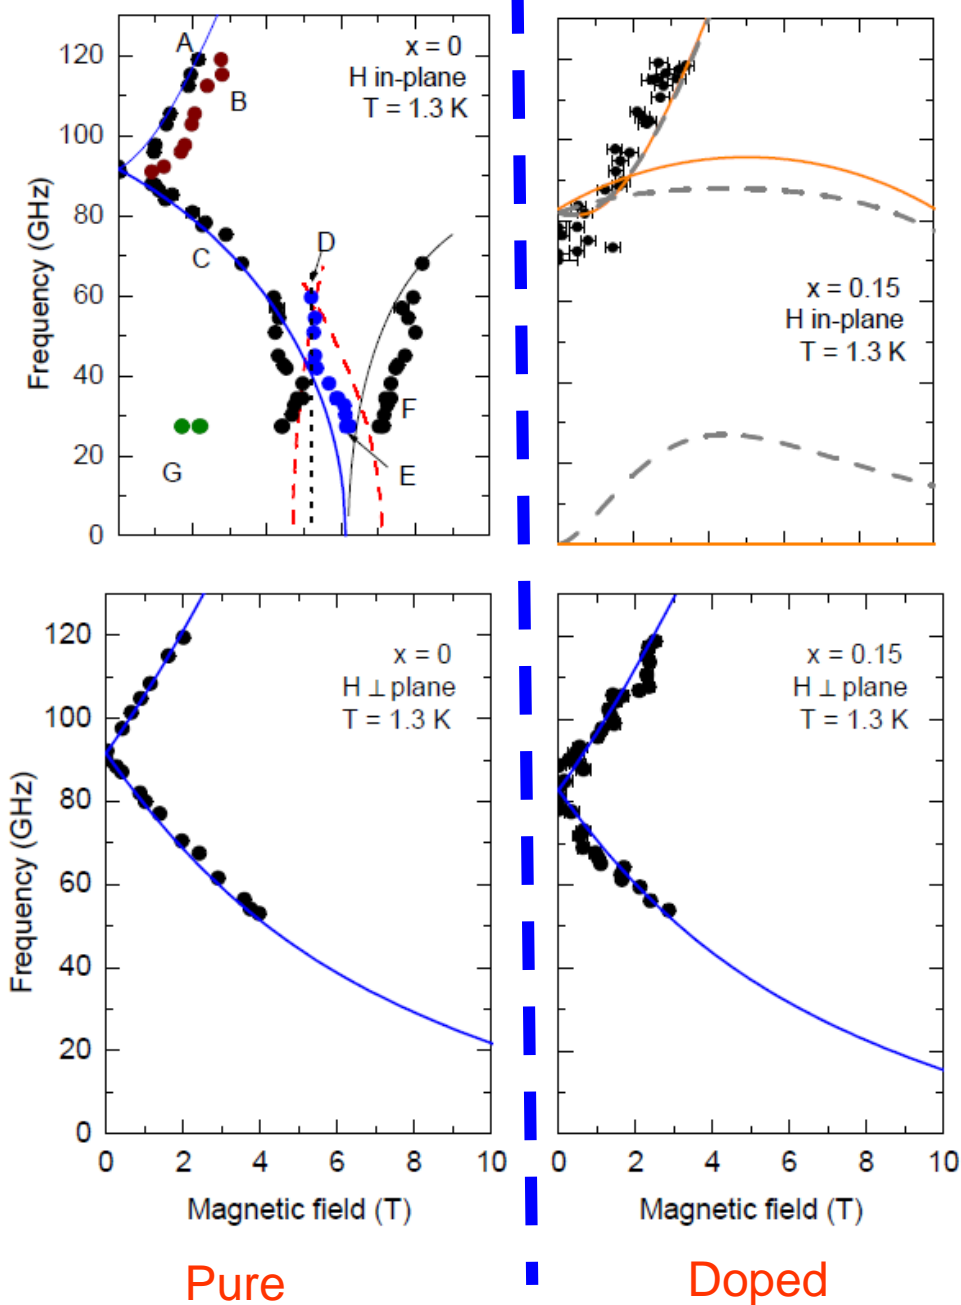 120
100
80
60
40
20
0
Frequency (GHz)
A
B
C
D
E
F
G
x = 0
H in-plane
T = 1.3 K
x = 0.15
H in-plane
T = 1.3 K
120
100
80
60
40
20
0
Frequency (GHz)
x = 0
H ⊥ plane
T = 1.3 K
0 2 4 6 8 10
Magnetic field (T)
x = 0.15
H ⊥ plane
T = 1.3 K
0 2 4 6 8 10
Magnetic field (T)
Pure
Doped